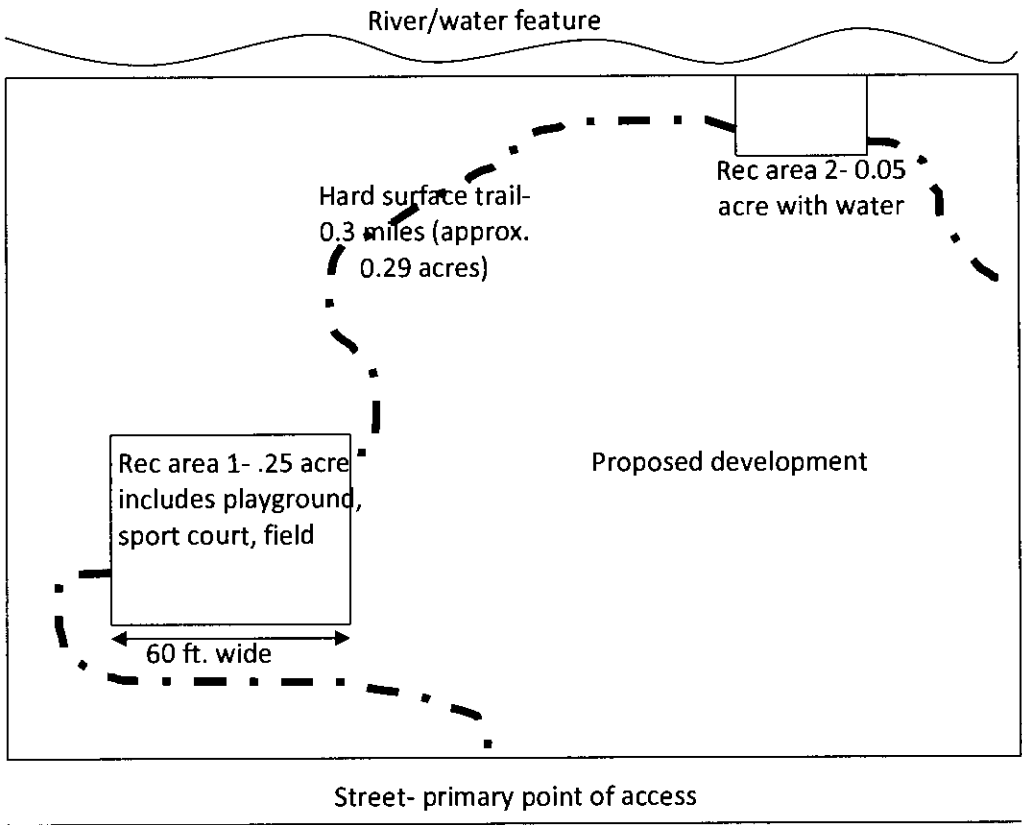 River/water feature
Rec area 2- 0.05
acre with water
Hard surface trail-
0.3 miles (approx.
0.29 acres)
Rec area 1- .25 acre
includes playground,
sport court, field
Proposed development
60 ft. wide
Street- primary point of access